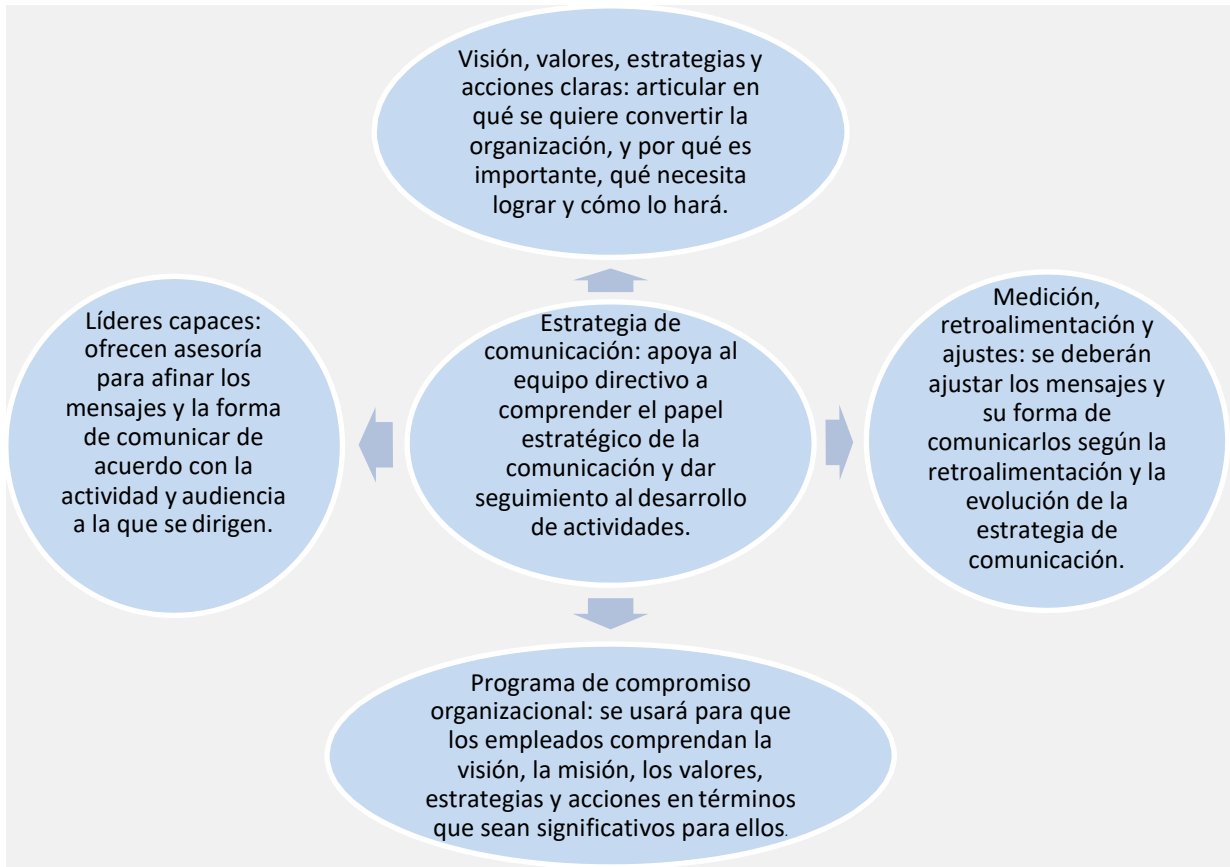 Visión, valores, estrategias y
acciones claras: articular en
qué se quiere convertir la
organización, y por qué es
importante, qué necesita
lograr y cómo lo hará.
Líderes capaces:
ofrecen asesoría
para afinar los
mensajes y la forma
de comunicar de
acuerdo con la
actividad y audiencia
a la que se dirigen.
Estrategia de
comunicación: apoya al
equipo directivo a
comprender el papel
estratégico de la
comunicación y dar
seguimiento al desarrollo
de actividades.
Medición,
retroalimentación y
ajustes: se deberán
ajustar los mensajes y
su forma de
comunicarlos según la
retroalimentación y la
evolución de la
estrategia de
comunicación.
Programa de compromiso
organizacional: se usará para que
los empleados comprendan la
visión, la misión, los valores,
estrategias y acciones en términos
que sean significativos para ellos.